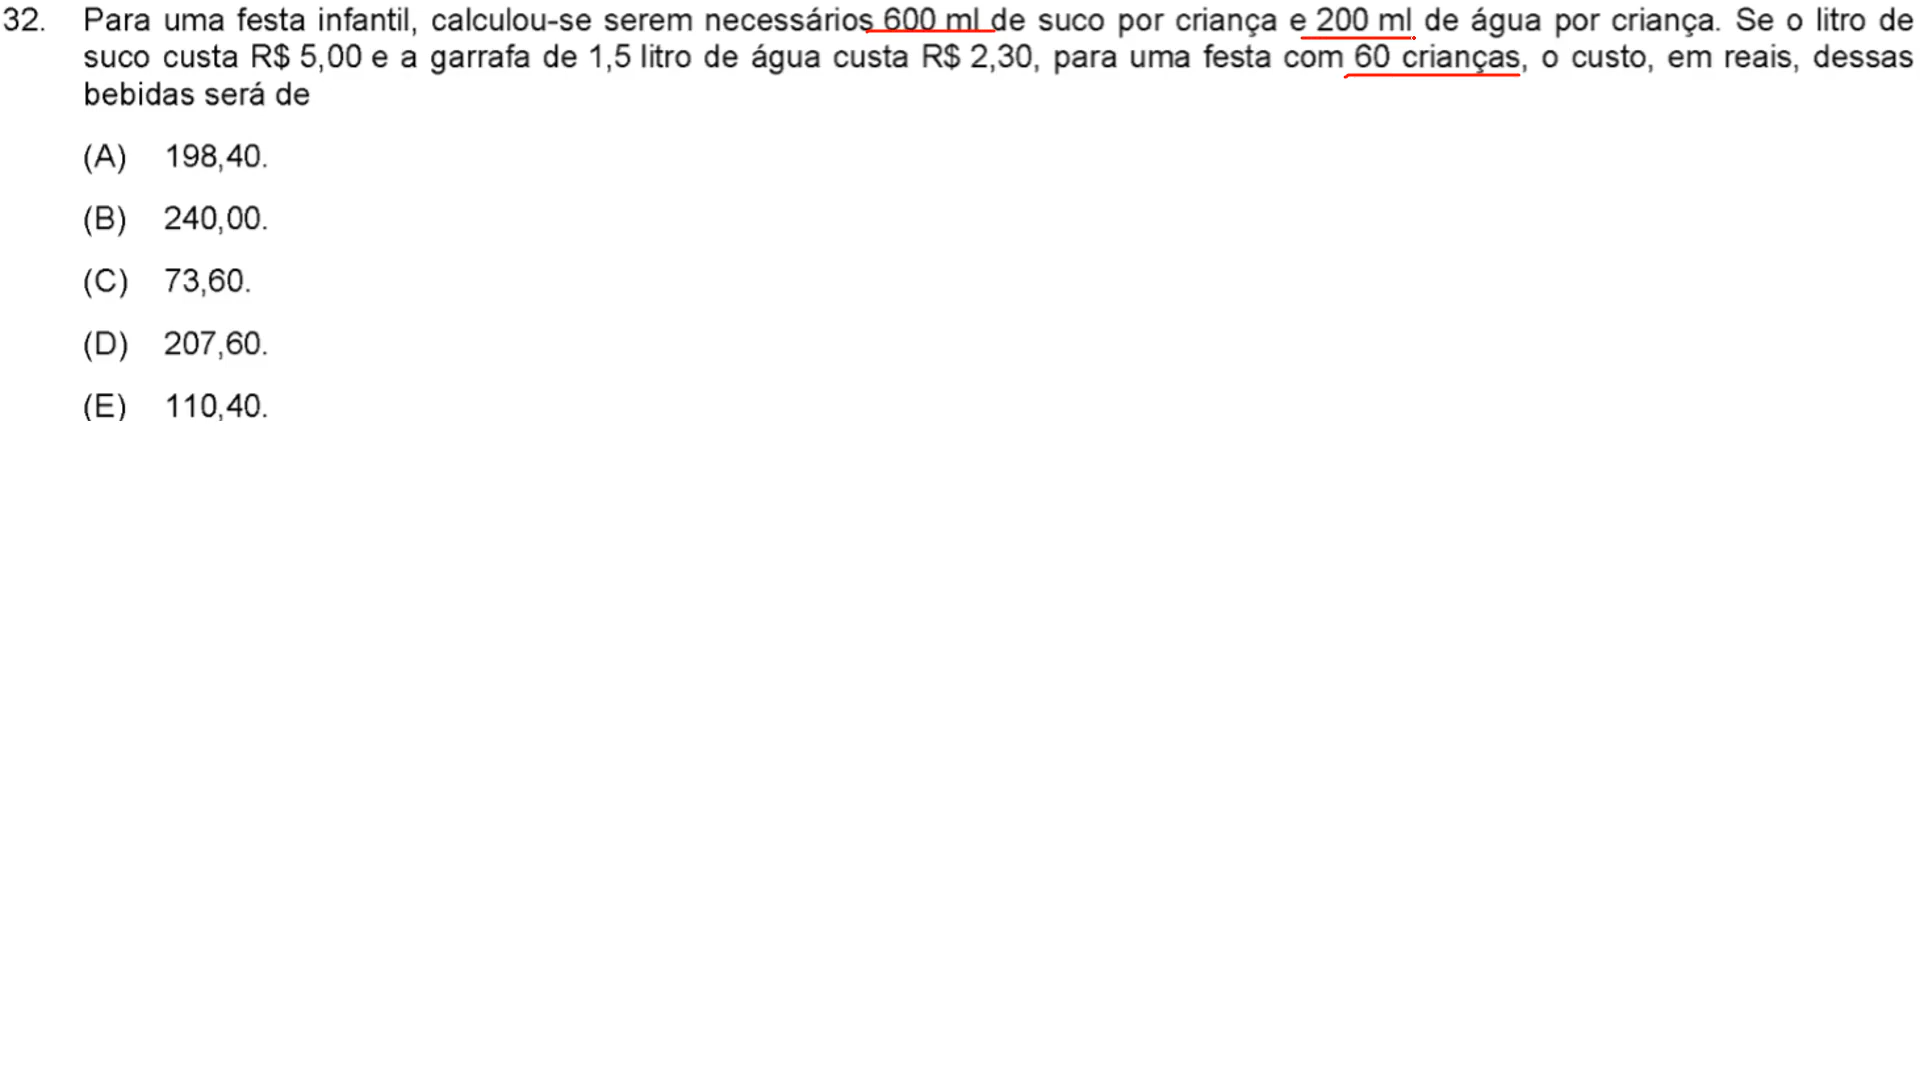 32. Para uma festa infantil, calculou-se serem necessários 600 ml de suco por criança e 200 ml de água por criança. Se o litro de
suco custa R$ 5,00 e a garrafa de 1,5 litro de água custa R$ 2,30, para uma festa com 60 crianças, o custo, em reais, dessas
bebidas será de
(A) 198,40.
(B) 240,00.
(C) 73,60.
(D) 207,60.
(E) 110,40.